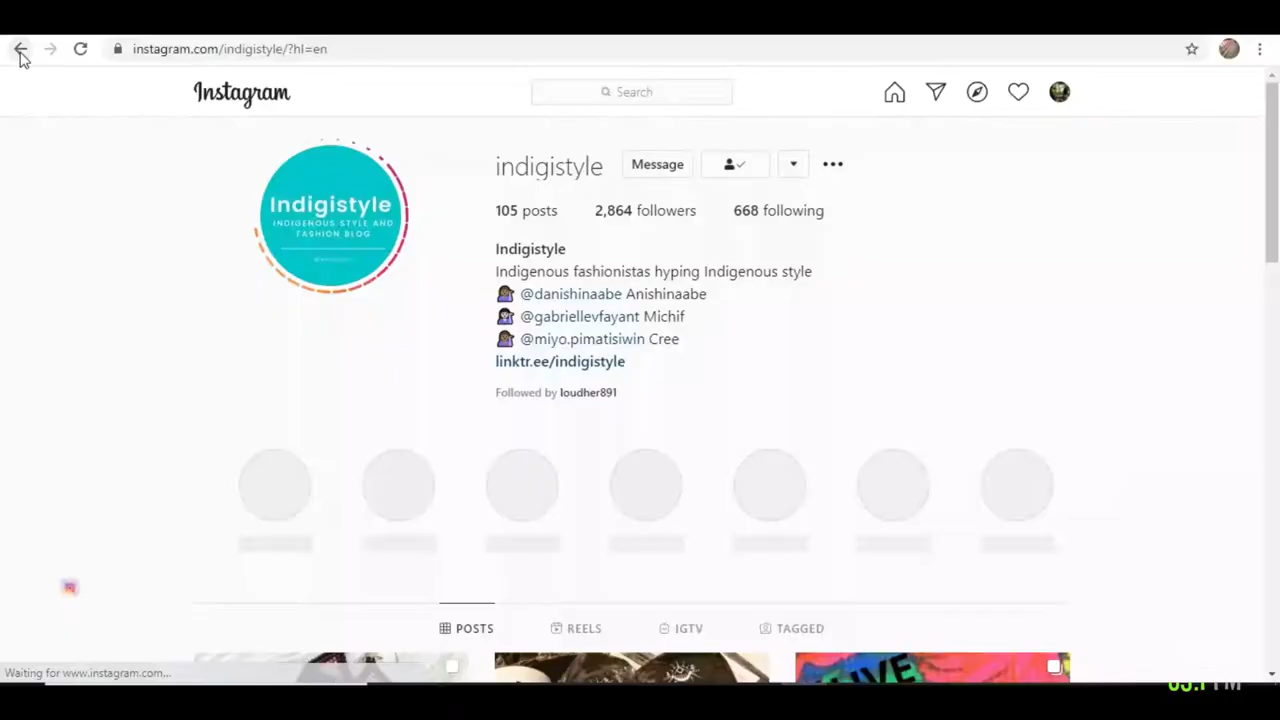 instagram.com/indigistyle/?hl=en
Instagram
Search
Indigistyle
INDIGENOUS STYLE AND
FASHION BLOG
indigistyle
Message
105 posts
2,864 followers
668 following
Indigistyle
Indigenous fashionistas hyping Indigenous style
@danishinaabe Anishinaabe
@gabriellevfayant Michif
@miyo.pimatisiwin Cree
linktr.ee/indigistyle
Followed by loudher891
POSTS
REELS
IGTV
TAGGED
Waiting for www.instagram.com...